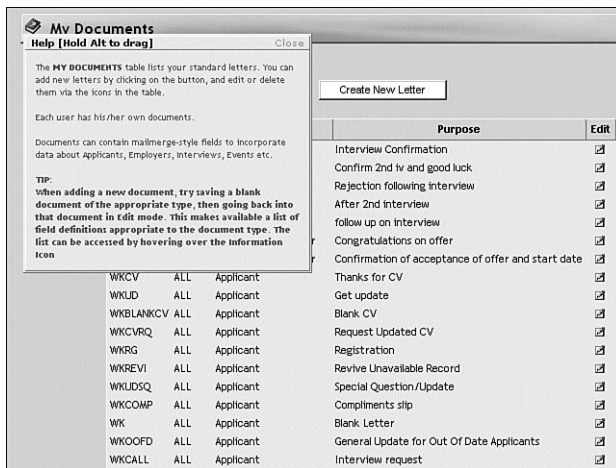 My Documents
Help [Hold Alt to drag] Close
The MY DOCUMENTS table lists your standard letters. You can
add new letters by clicking on the button, and edit or delete
them via the icons in the table.
Each user has his/her own documents.
Documents can contain mailmerge-style fields to incorporate
data about Applicants, Employers, Interviews, Events etc.
TIP:
When adding a new document, try saving a blank
document of the appropriate type, then going back into
that document in Edit mode. This makes available a list of
field definitions appropriate to the document type. The
list can be accessed by hovering over the Information
Icon
Create New Letter
Purpose Edit
Interview Confirmation
Confirm 2nd iv and good luck
Rejection following interview
After 2nd interview
follow up on interview
r Congratulations on offer
r Confirmation of acceptance of offer and start date
WKCV ALL Applicant Thanks for CV
WKUD ALL Applicant Get update
WKBLANKCV ALL Applicant Blank CV
WKCVRQ ALL Applicant Request Updated CV
WKRG ALL Applicant Registration
WKREVI ALL Applicant Revive Unavailable Record
WKUDSQ ALL Applicant Special Question/Update
WKCOMP ALL Applicant Compliments slip
WK ALL Applicant Blank Letter
WKOOFD ALL Applicant General Update for Out Of Date Applicants
WKCALL ALL Applicant Interview request